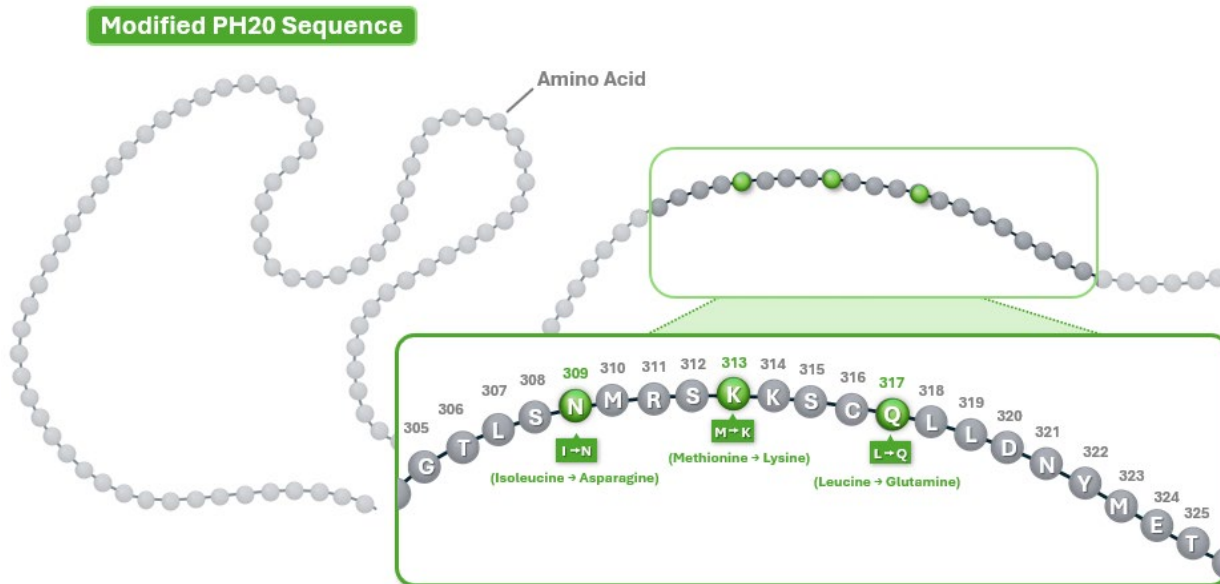 Modified PH20 Sequence
Amino Acid
305 306 307 308 309 310 311 312 313 314 315 316 317 318 319 320 321 322 323 324 325
G T L S N M R S K K S C Q L L D N Y M E T
I→N
(Isoleucine → Asparagine)
M→K
(Methionine → Lysine)
L→Q
(Leucine → Glutamine)